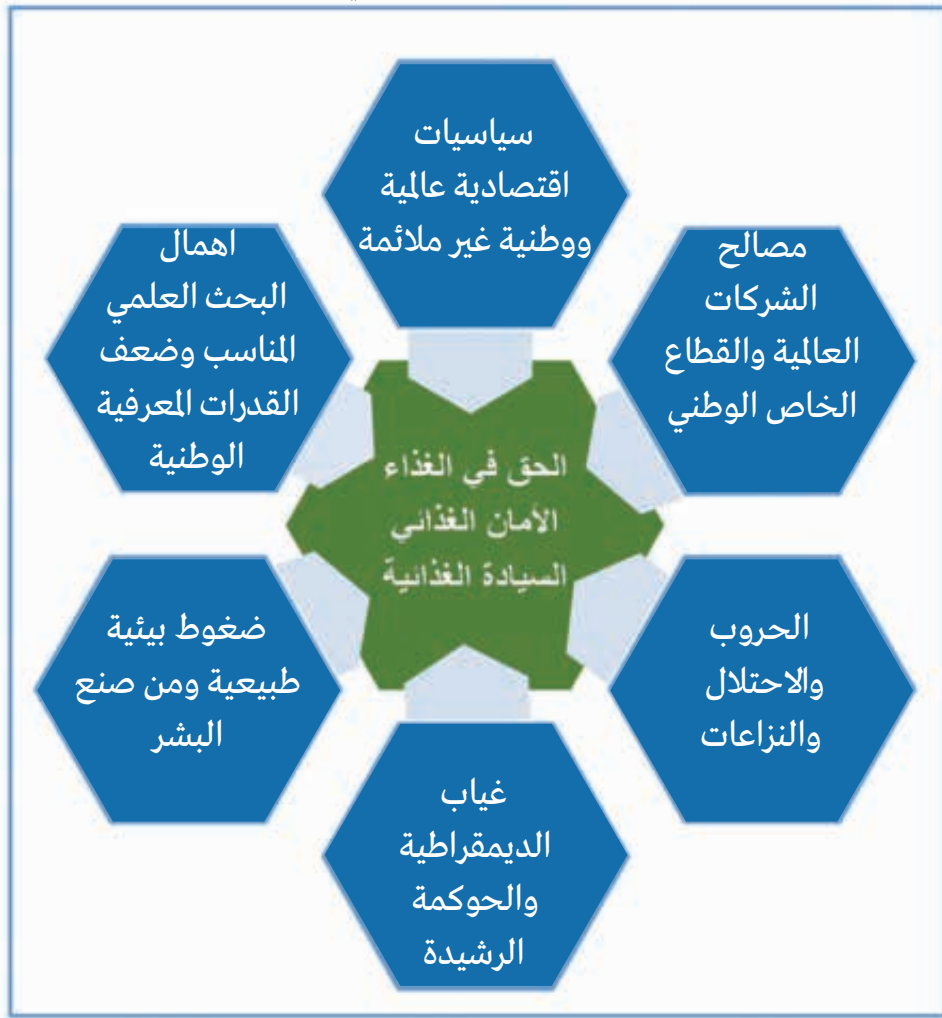 سياسيات
اقتصادية عالمية
ووطنية غير ملائمة
مصالح
الشركات
العالمية والقطاع
الخاص الوطني
الحروب
والاحتلال
والنزاعات
غياب
الديمقراطية
والحوكمة
الرشيدة
ضغوط بيئية
طبيعية ومن صنع
البشر
اهمال
البحث العلمي
المناسب وضعف
القدرات المعرفية
الوطنية
الحق في الغذاء
الأمان الغذائي
السيادة الغذائية